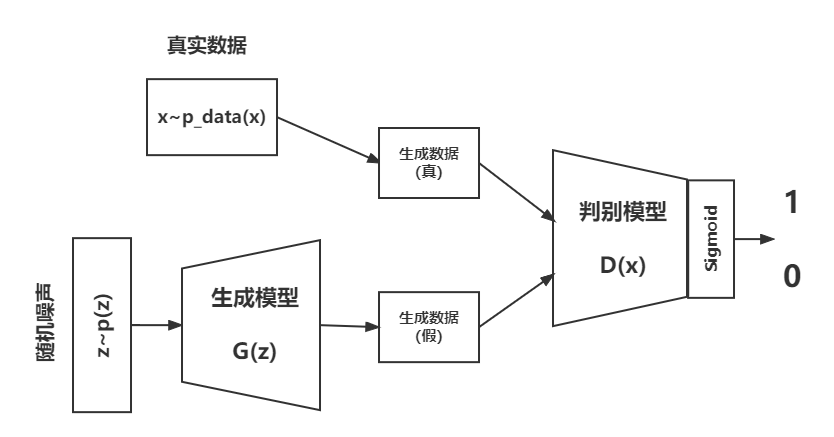 真实数据
x~p_data(x)
生成数据
(真)
判别模型
D(x)
Sigmoid
1
0
随机噪声
z~p(z)
生成模型
G(z)
生成数据
(假)